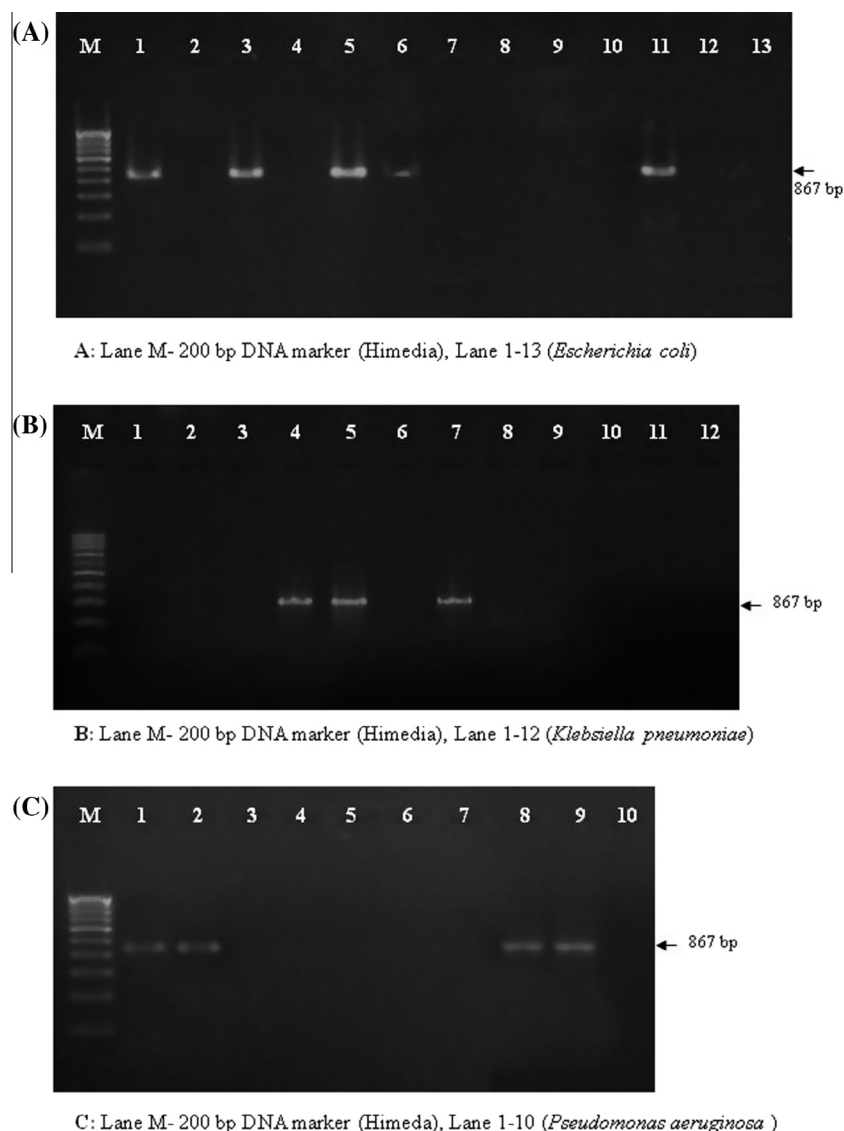 (A)
M 1 2 3 4 5 6 7 8 9 10 11 12 13
867 bp
A: Lane M- 200 bp DNA marker (Himedia), Lane 1-13 (Escherichia coli)
(B)
M 1 2 3 4 5 6 7 8 9 10 11 12
867 bp
B: Lane M- 200 bp DNA marker (Himedia), Lane 1-12 (Klebsiella pneumoniae)
(C)
M 1 2 3 4 5 6 7 8 9 10
867 bp
C: Lane M- 200 bp DNA marker (Himeda), Lane 1-10 (Pseudomonas aeruginosa )